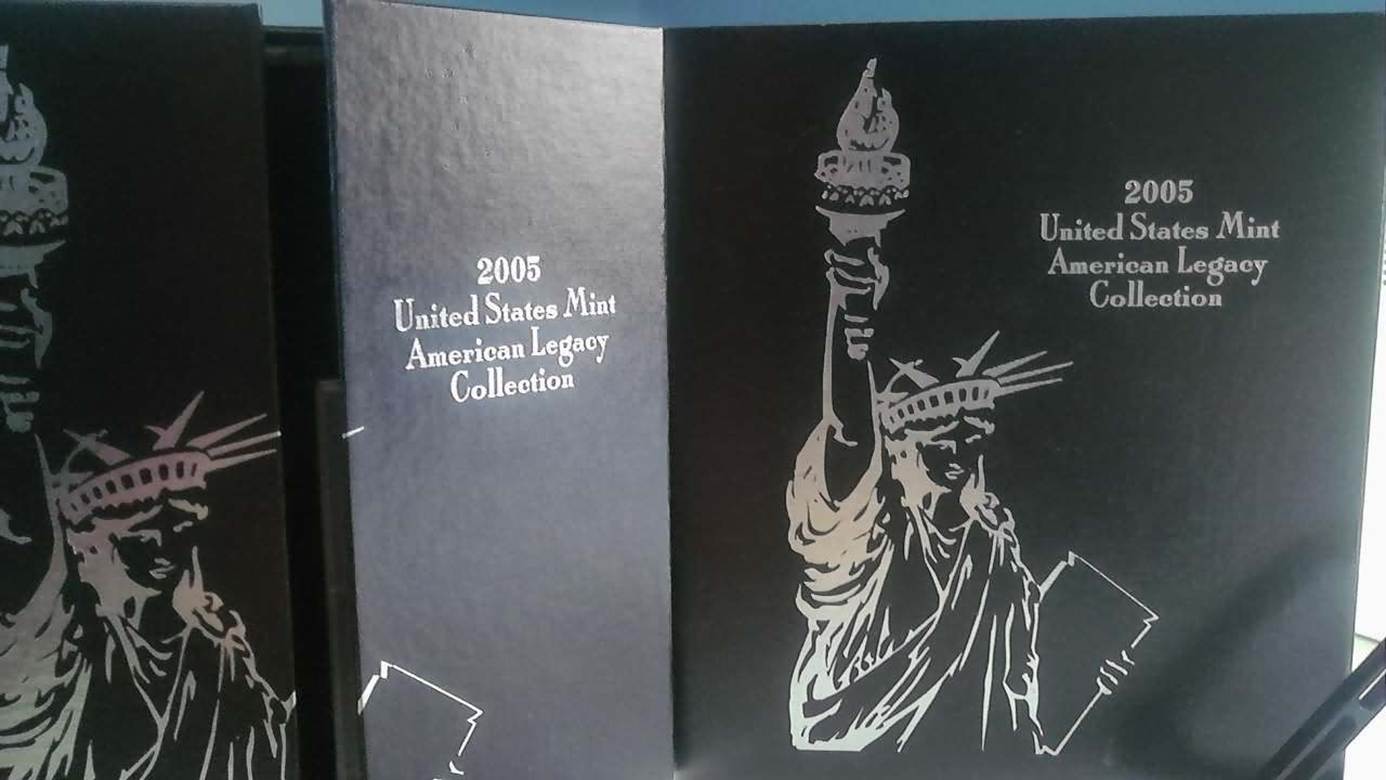 2005
United States Mint
American Legacy
Collection
2005
United States Mint
American Legacy
Collection